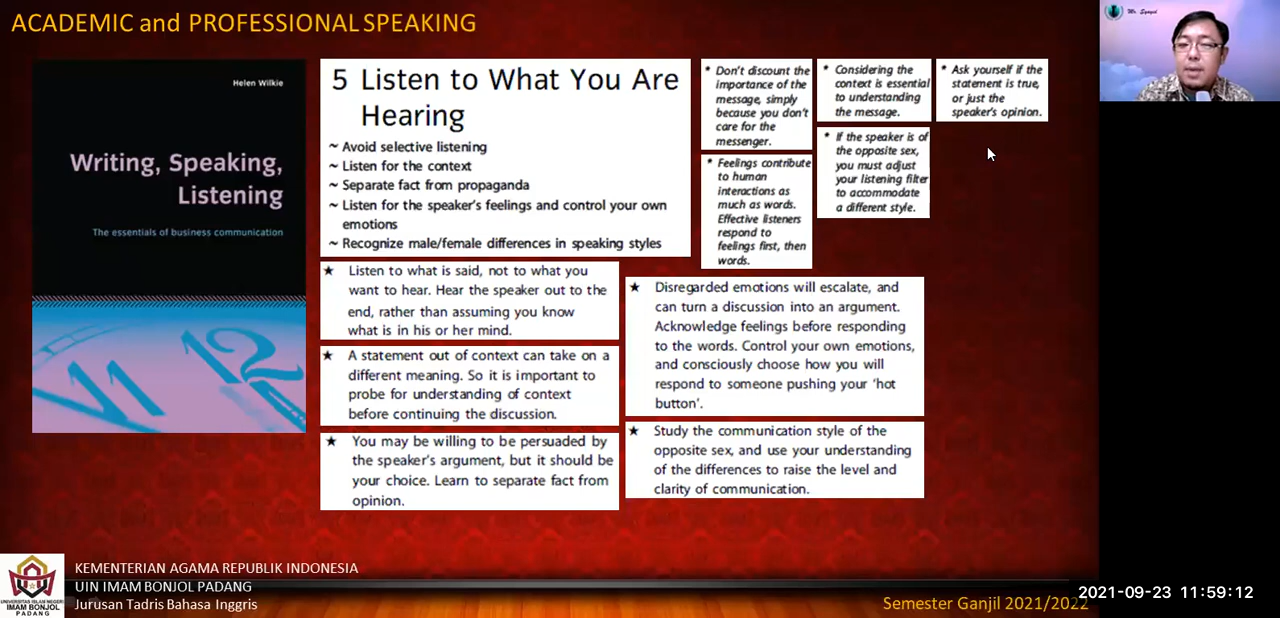 ACADEMIC and PROFESSIONAL SPEAKING
Mr. Syayid
Helen Wilkie
Writing, Speaking,
Listening
The essentials of business communication
11 12
5 Listen to What You Are
Hearing
~ Avoid selective listening
~ Listen for the context
~ Separate fact from propaganda
~ Listen for the speaker's feelings and control your own
emotions
~ Recognize male/female differences in speaking styles
* Don't discount the
importance of the
message, simply
because you don't
care for the
messenger.
* Considering the
context is essential
to understanding
the message.
* Ask yourself if the
statement is true,
or just the
speaker's opinion.
* Feelings contribute
to human
interactions as
much as words.
Effective listeners
respond to
feelings first, then
words.
* If the speaker is of
the opposite sex,
you must adjust
your listening filter
to accommodate
a different style.
★ Listen to what is said, not to what you
want to hear. Hear the speaker out to the
end, rather than assuming you know
what is in his or her mind.
★ A statement out of context can take on a
different meaning. So it is important to
probe for understanding of context
before continuing the discussion.
★ You may be willing to be persuaded by
the speaker's argument, but it should be
your choice. Learn to separate fact from
opinion.
★ Disregarded emotions will escalate, and
can turn a discussion into an argument.
Acknowledge feelings before responding
to the words. Control your own emotions,
and consciously choose how you will
respond to someone pushing your 'hot
button'.
★ Study the communication style of the
opposite sex, and use your understanding
of the differences to raise the level and
clarity of communication.
UNIVERSITAS ISLAM NEGERI
IMAM BONJOL
PADANG
KEMENTERIAN AGAMA REPUBLIK INDONESIA
UIN IMAM BONJOL PADANG
Jurusan Tadris Bahasa Inggris
Semester Ganjil 2021/2022
2021-09-23 11:59:12